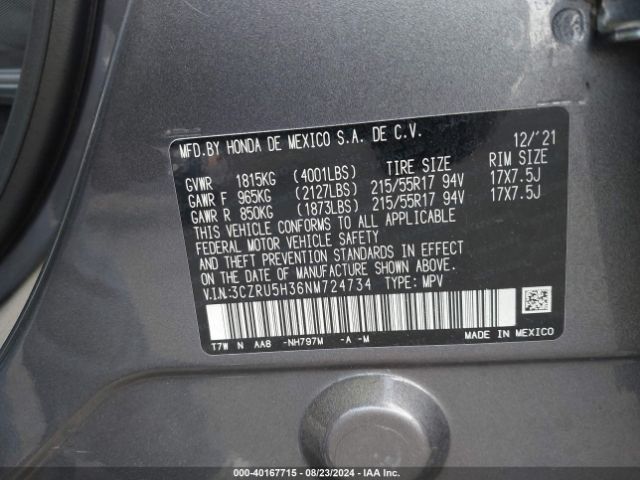 MFD.BY HONDA DE MEXICO S.A. DE C.V. 12/'21
GVWR 1815KG (4001LBS) TIRE SIZE RIM SIZE
GAWR F 965KG (2127LBS) 215/55R17 94V 17X7.5J
GAWR R 850KG (1873LBS) 215/55R17 94V 17X7.5J
THIS VEHICLE CONFORMS TO ALL APPLICABLE
FEDERAL MOTOR VEHICLE SAFETY
AND THEFT PREVENTION STANDARDS IN EFFECT
ON THE DATE OF MANUFACTURE SHOWN ABOVE.
V.I.N:3CZRU5H36NM724734 TYPE: MPV
T7W N AAB -NH797M -A -M MADE IN MEXICO
000-40167715 - 08/23/2024 - IAA Inc.